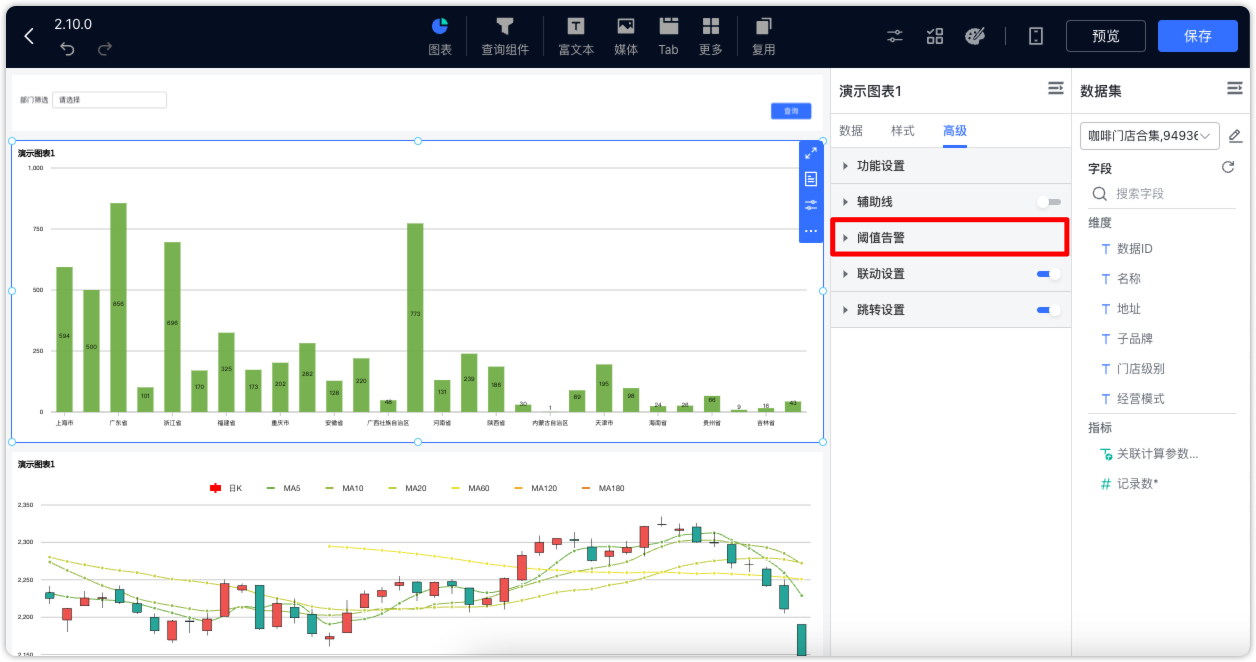 2.10.0
图表
查询组件
富文本
媒体
Tab
更多
复用
预览
保存
部门筛选
请选择
查询
演示图表1
1,000
750
500
250
0
594
500
856
101
696
170
325
173
202
282
128
220
48
773
131
239
186
30
1
89
195
98
24
26
66
9
16
43
上海市
广东省
浙江省
福建省
重庆市
安徽省
广西壮族自治区
河南省
陕西省
内蒙古自治区
天津市
海南省
贵州省
吉林省
演示图表1
日K
MA5
MA10
MA20
MA60
MA120
MA180
2,350
2,300
2,250
2,200
2,150
演示图表1
数据
样式
高级
功能设置
辅助线
阈值告警
联动设置
跳转设置
数据集
咖啡门店合集,94936
字段
搜索字段
维度
T 数据ID
T 名称
T 地址
T 子品牌
T 门店级别
T 经营模式
指标
关联计算参数...
# 记录数*